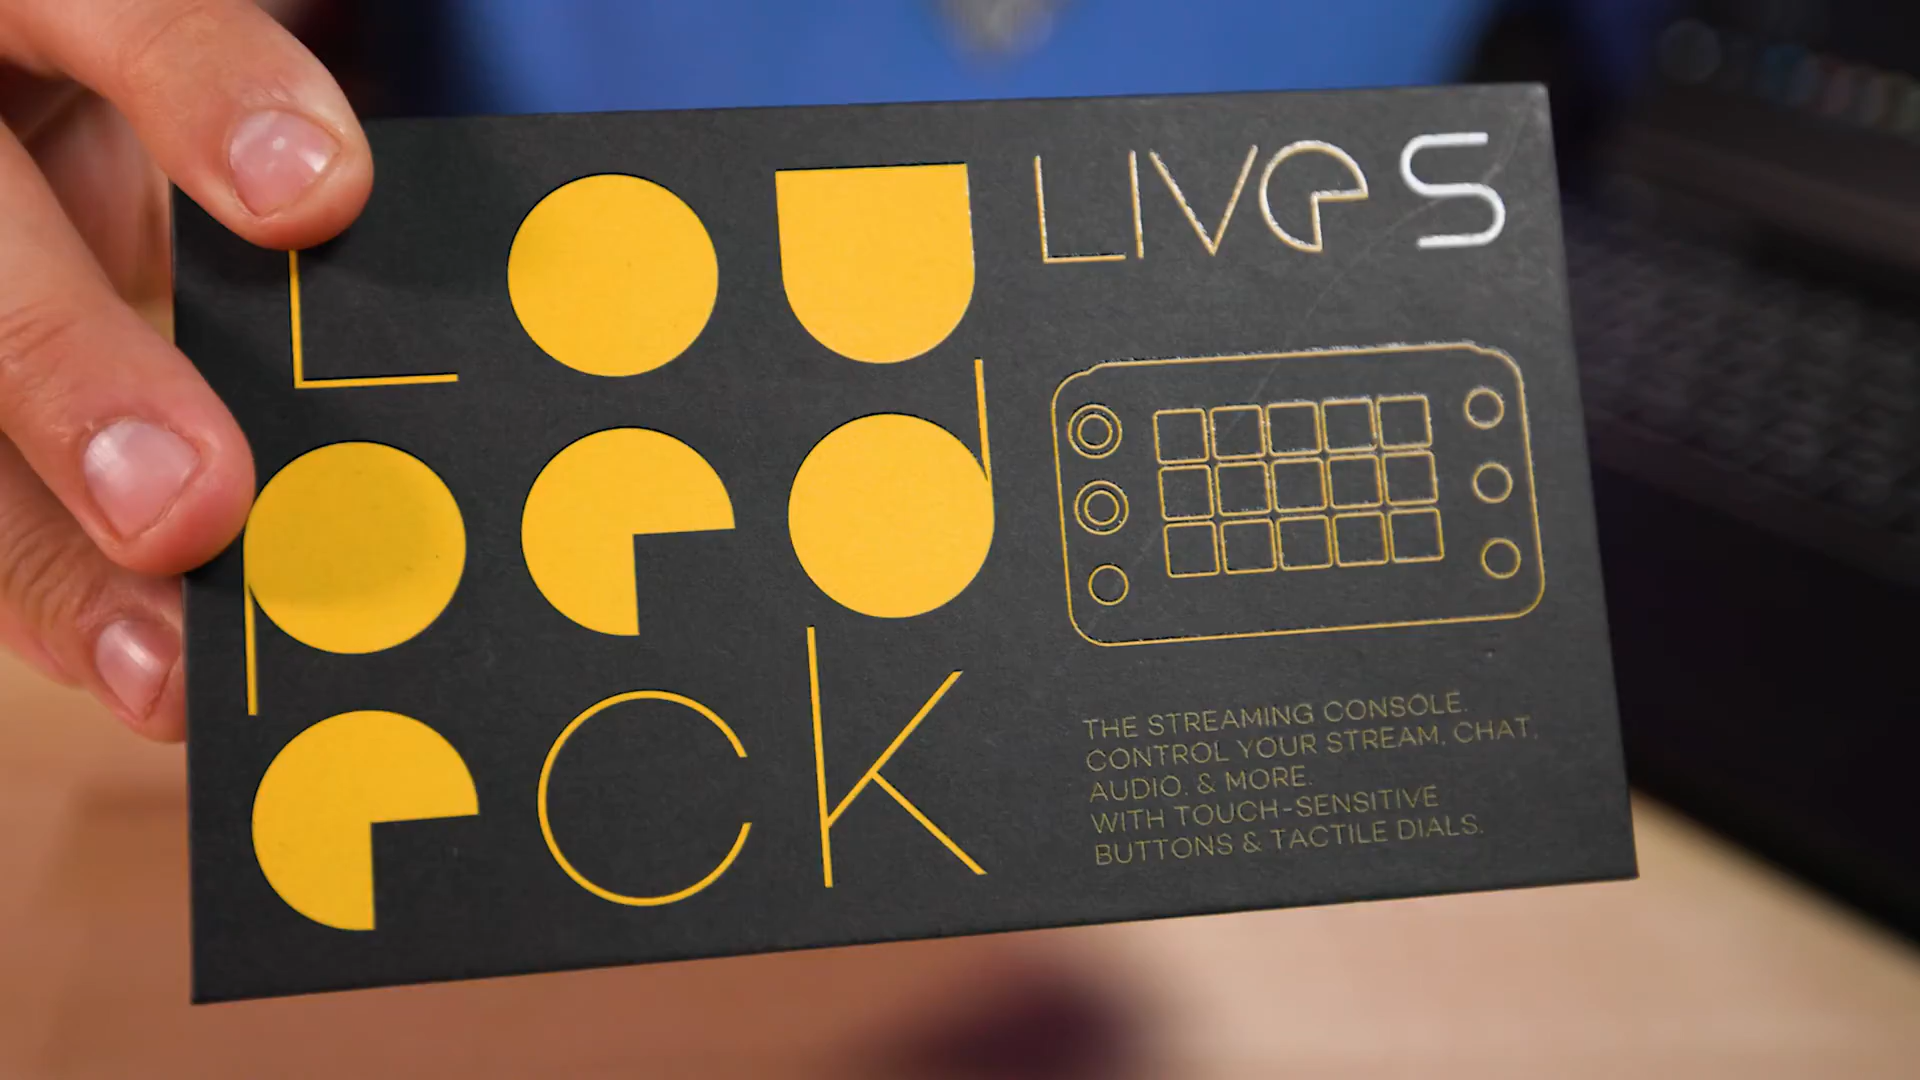 LOU
ped
eck
LIVE S
THE STREAMING CONSOLE.
CONTROL YOUR STREAM, CHAT,
AUDIO, & MORE.
WITH TOUCH-SENSITIVE
BUTTONS & TACTILE DIALS.